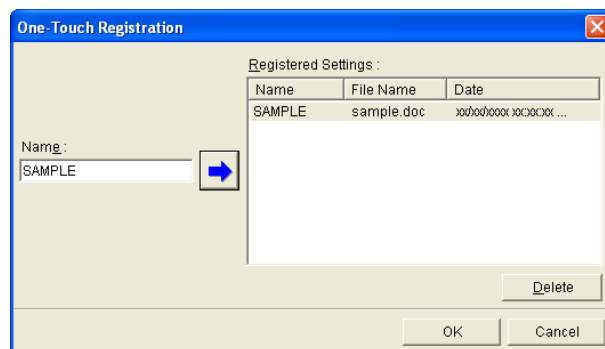 One-Touch Registration
Registered Settings :
Name File Name Date
SAMPLE sample.doc xx/xx/xxxx xx:xx:xx ...
Name :
SAMPLE
Delete
OK Cancel